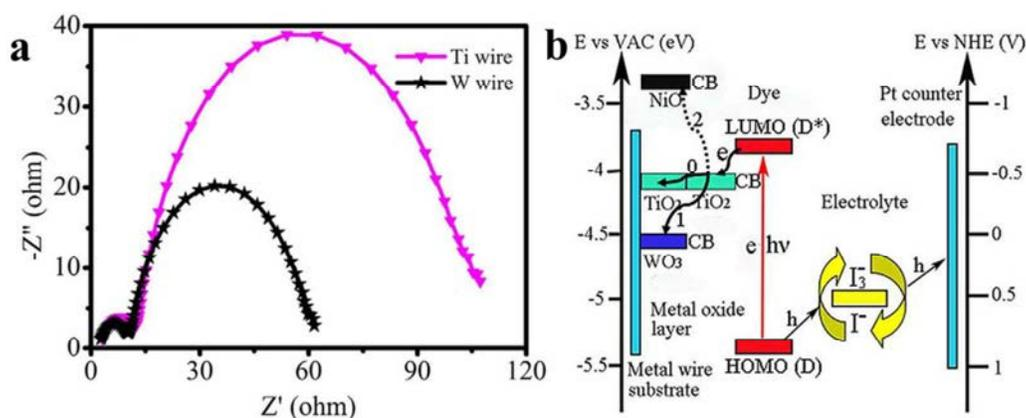 a
40
30
20
10
0
-Z" (ohm)
Ti wire
W wire
0 30 60 90 120
Z' (ohm)
b
E vs VAC (eV)
E vs NHE (V)
-3.5
-4
-4.5
-5
-5.5
CB
NiO
2
Dye
LUMO (D*)
e
0
CB
TiO₂ TiO₂
1
CB
WO₃
e hν
Metal oxide
layer
Metal wire
substrate
HOMO (D)
h
Electrolyte
I₃⁻
I⁻
h
Pt counter
electrode
-1
-0.5
0
0.5
1